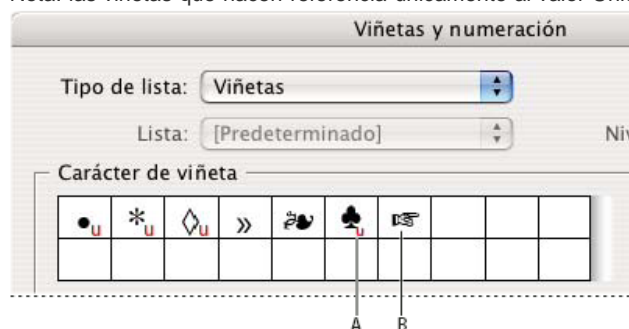 Viñetas y numeración
Tipo de lista: Viñetas
Lista: [Predeterminado]
Carácter de viñeta
u u u » u
A B